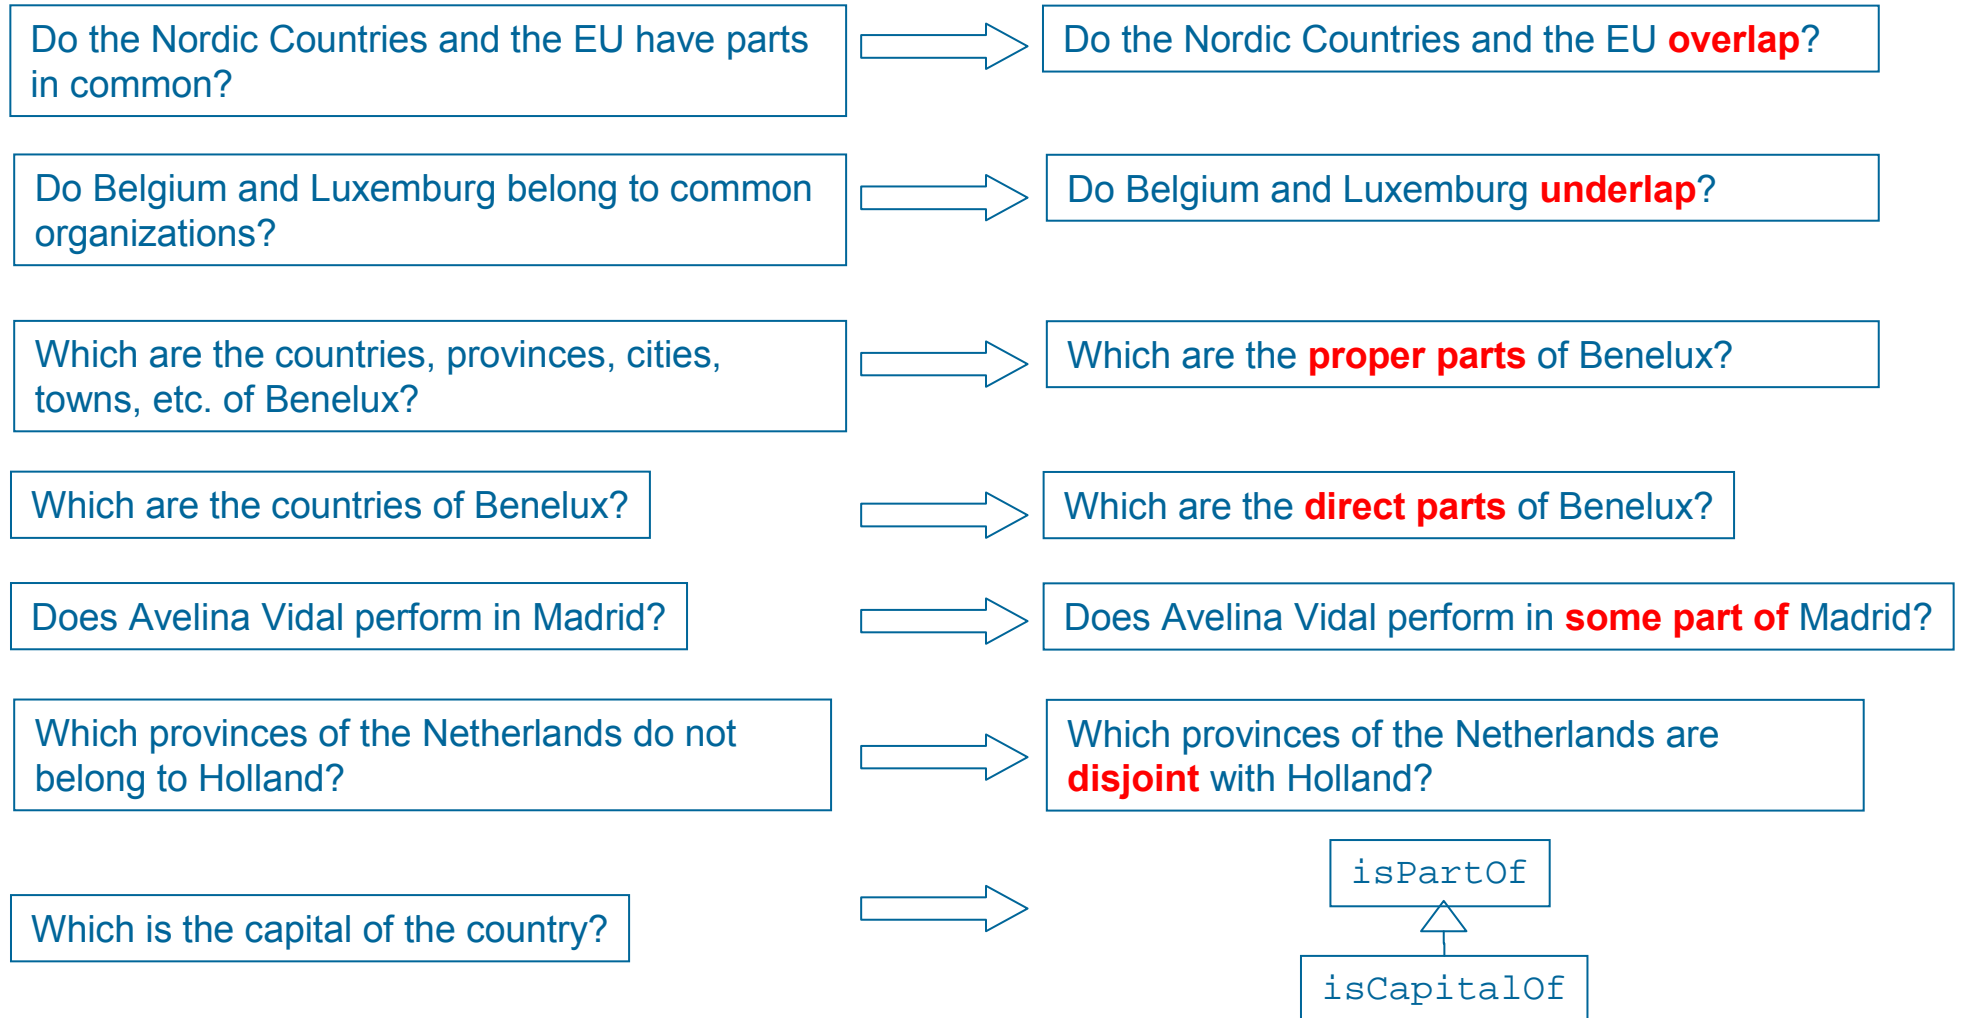 Do the Nordic Countries and the EU have parts
in common?
Do the Nordic Countries and the EU overlap?
Do Belgium and Luxemburg belong to common
organizations?
Do Belgium and Luxemburg underlap?
Which are the countries, provinces, cities,
towns, etc. of Benelux?
Which are the proper parts of Benelux?
Which are the countries of Benelux?
Which are the direct parts of Benelux?
Does Avelina Vidal perform in Madrid?
Does Avelina Vidal perform in some part of Madrid?
Which provinces of the Netherlands do not
belong to Holland?
Which provinces of the Netherlands are
disjoint with Holland?
Which is the capital of the country?
isPartOf
isCapitalOf